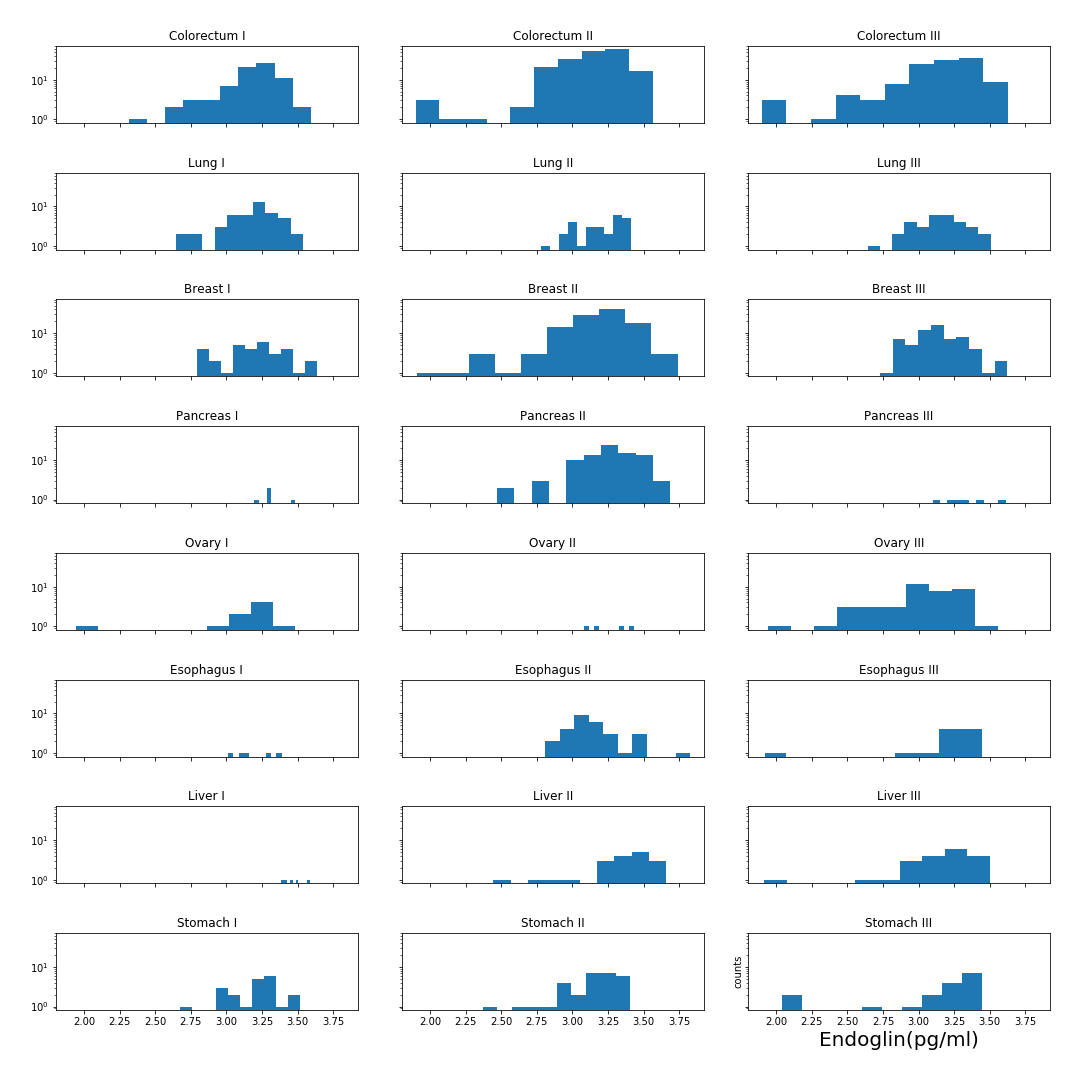 Colorectum I Colorectum II Colorectum III
10¹
10⁰
Lung I Lung II Lung III
10¹
10⁰
Breast I Breast II Breast III
10¹
10⁰
Pancreas I Pancreas II Pancreas III
10¹
10⁰
Ovary I Ovary II Ovary III
10¹
10⁰
Esophagus I Esophagus II Esophagus III
10¹
10⁰
Liver I Liver II Liver III
10¹
10⁰
Stomach I Stomach II Stomach III
10¹
counts
10⁰
2.00 2.25 2.50 2.75 3.00 3.25 3.50 3.75 2.00 2.25 2.50 2.75 3.00 3.25 3.50 3.75 2.00 2.25 2.50 2.75 3.00 3.25 3.50 3.75
Endoglin(pg/ml)